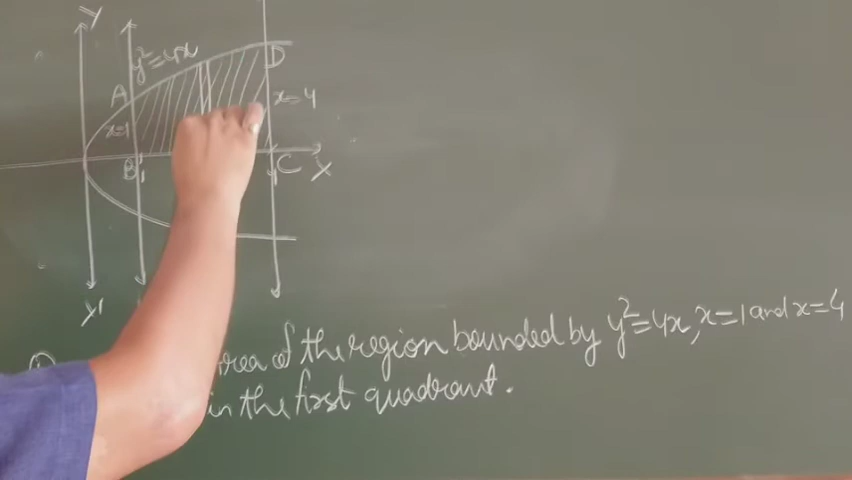 Y
y²=4x
D
A
x=4
x=1
B
C
X
Y'
area of the region bounded by y²=4x, x=1 and x=4
in the first quadrant.